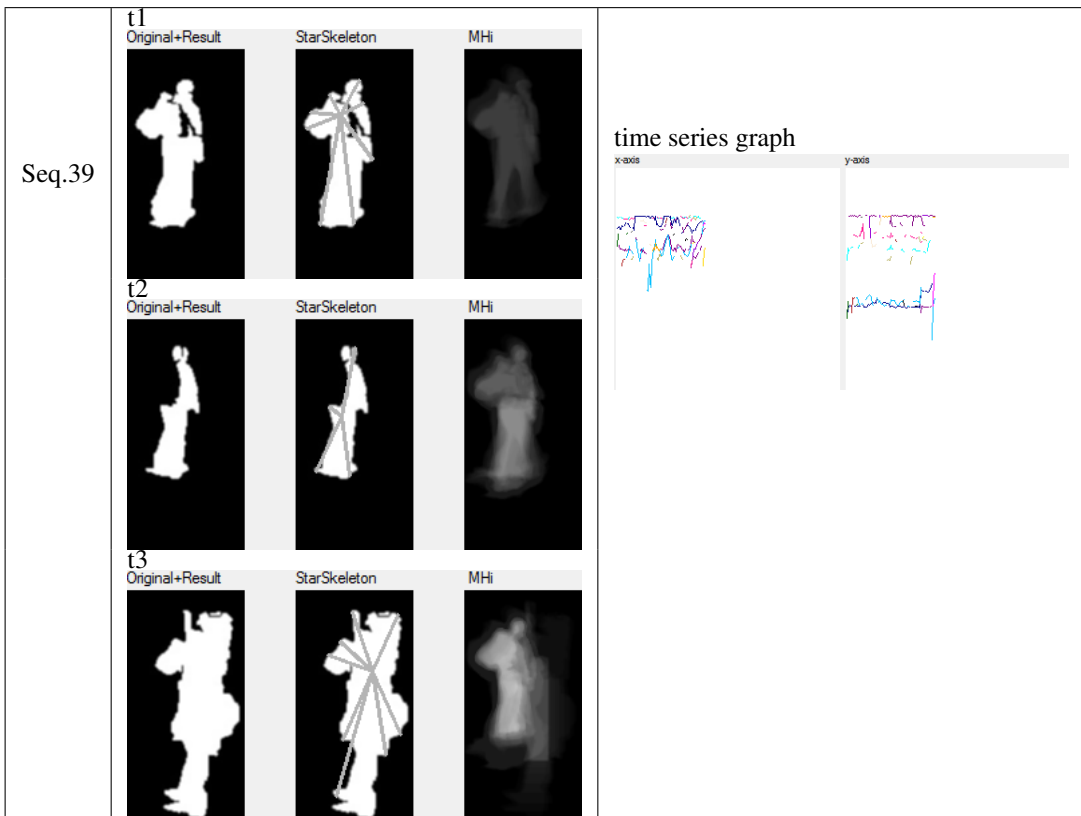 Seq.39
t1
Original+Result StarSkeleton MHi
t2
Original+Result StarSkeleton MHi
t3
Original+Result StarSkeleton MHi
time series graph
x-axis y-axis